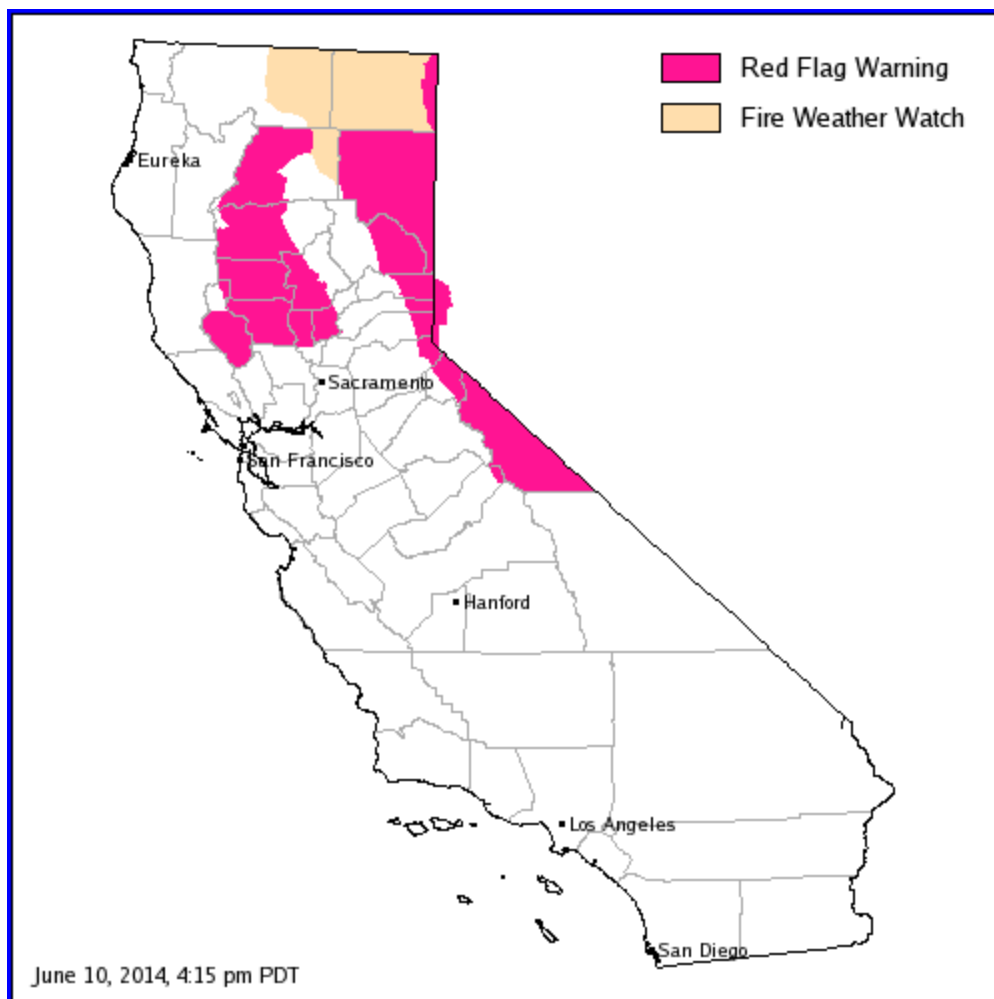 Red Flag Warning
Fire Weather Watch
Eureka
Sacramento
San Francisco
Hanford
Los Angeles
San Diego
June 10, 2014, 4:15 pm PDT